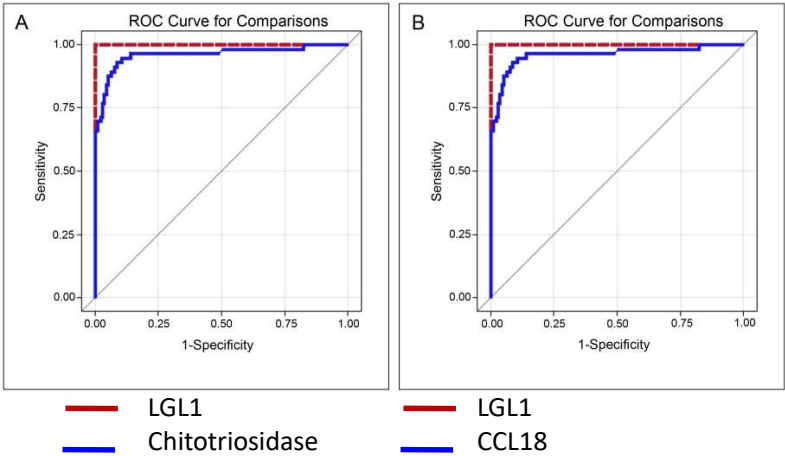 A
ROC Curve for Comparisons
1.00
0.75
0.50
0.25
0.00
Sensitivity
0.00 0.25 0.50 0.75 1.00
1-Specificity
B
ROC Curve for Comparisons
1.00
0.75
0.50
0.25
0.00
Sensitivity
0.00 0.25 0.50 0.75 1.00
1-Specificity
LGL1
Chitotriosidase
LGL1
CCL18